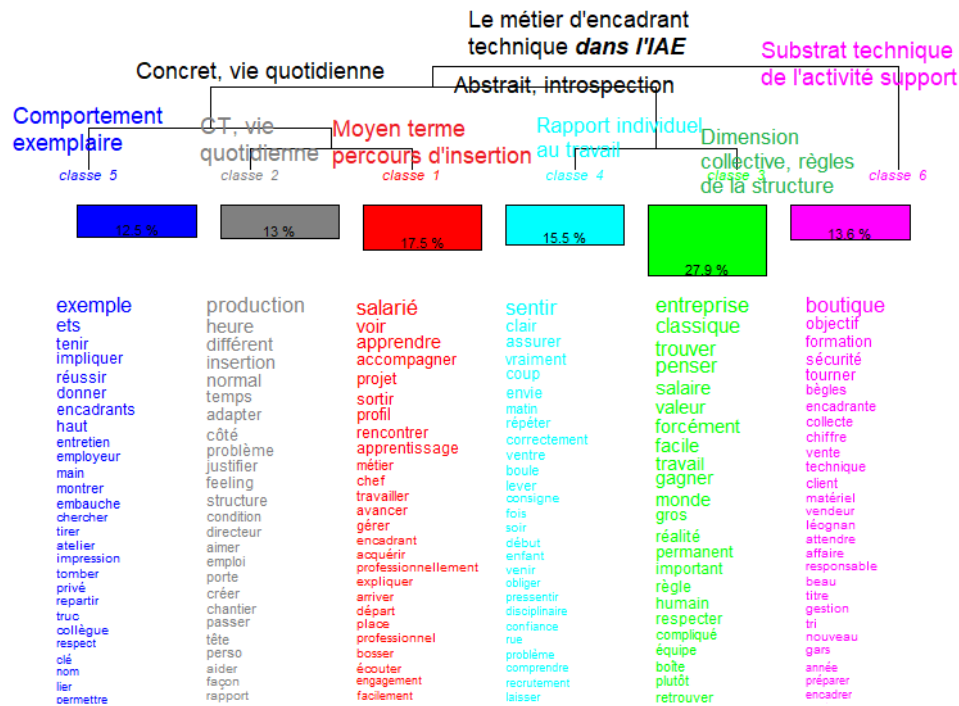 Le métier d'encadrant
technique dans l'IAE
Substrat technique
de l'activité support
Concret, vie quotidienne
Abstrait, introspection
Comportement
exemplaire
CT, vie
quotidienne
Moyen terme
percours d'insertion
Rapport individuel
au travail
Dimension
collective, règles
de la structure
classe 5
classe 2
classe 1
classe 4
classe 3
classe 6
12.5 %
13 %
17.5 %
15.5 %
27.9 %
13.6 %
exemple
ets
tenir
impliquer
réussir
donner
encadrants
haut
entretien
employeur
main
montrer
embauche
chercher
tirer
atelier
impression
tomber
privé
repartir
truc
collègue
respect
clé
nom
lier
permettre
production
heure
différent
insertion
normal
temps
adapter
côté
problème
justifier
feeling
structure
condition
directeur
aimer
emploi
porte
créer
chantier
passer
tête
perso
aider
façon
rapport
salarié
voir
apprendre
accompagner
projet
sortir
profil
rencontrer
apprentissage
métier
chef
travailler
avancer
gérer
encadrant
acquérir
professionnellement
expliquer
arriver
départ
place
professionnel
bosser
écouter
engagement
facilement
sentir
clair
assurer
vraiment
coup
envie
matin
répéter
correctement
ventre
boule
lever
consigne
fois
soir
début
enfant
venir
obliger
pressentir
disciplinaire
confiance
rue
problème
comprendre
recrutement
laisser
entreprise
classique
trouver
penser
salaire
valeur
forcément
facile
travail
gagner
monde
gros
réalité
permanent
important
règle
humain
respecter
compliqué
équipe
boîte
plutôt
retrouver
boutique
objectif
formation
sécurité
tourner
bègles
encadrante
collecte
chiffre
vente
technique
client
matériel
vendeur
léognan
attendre
affaire
responsable
beau
titre
gestion
tri
nouveau
gars
année
préparer
encadrer